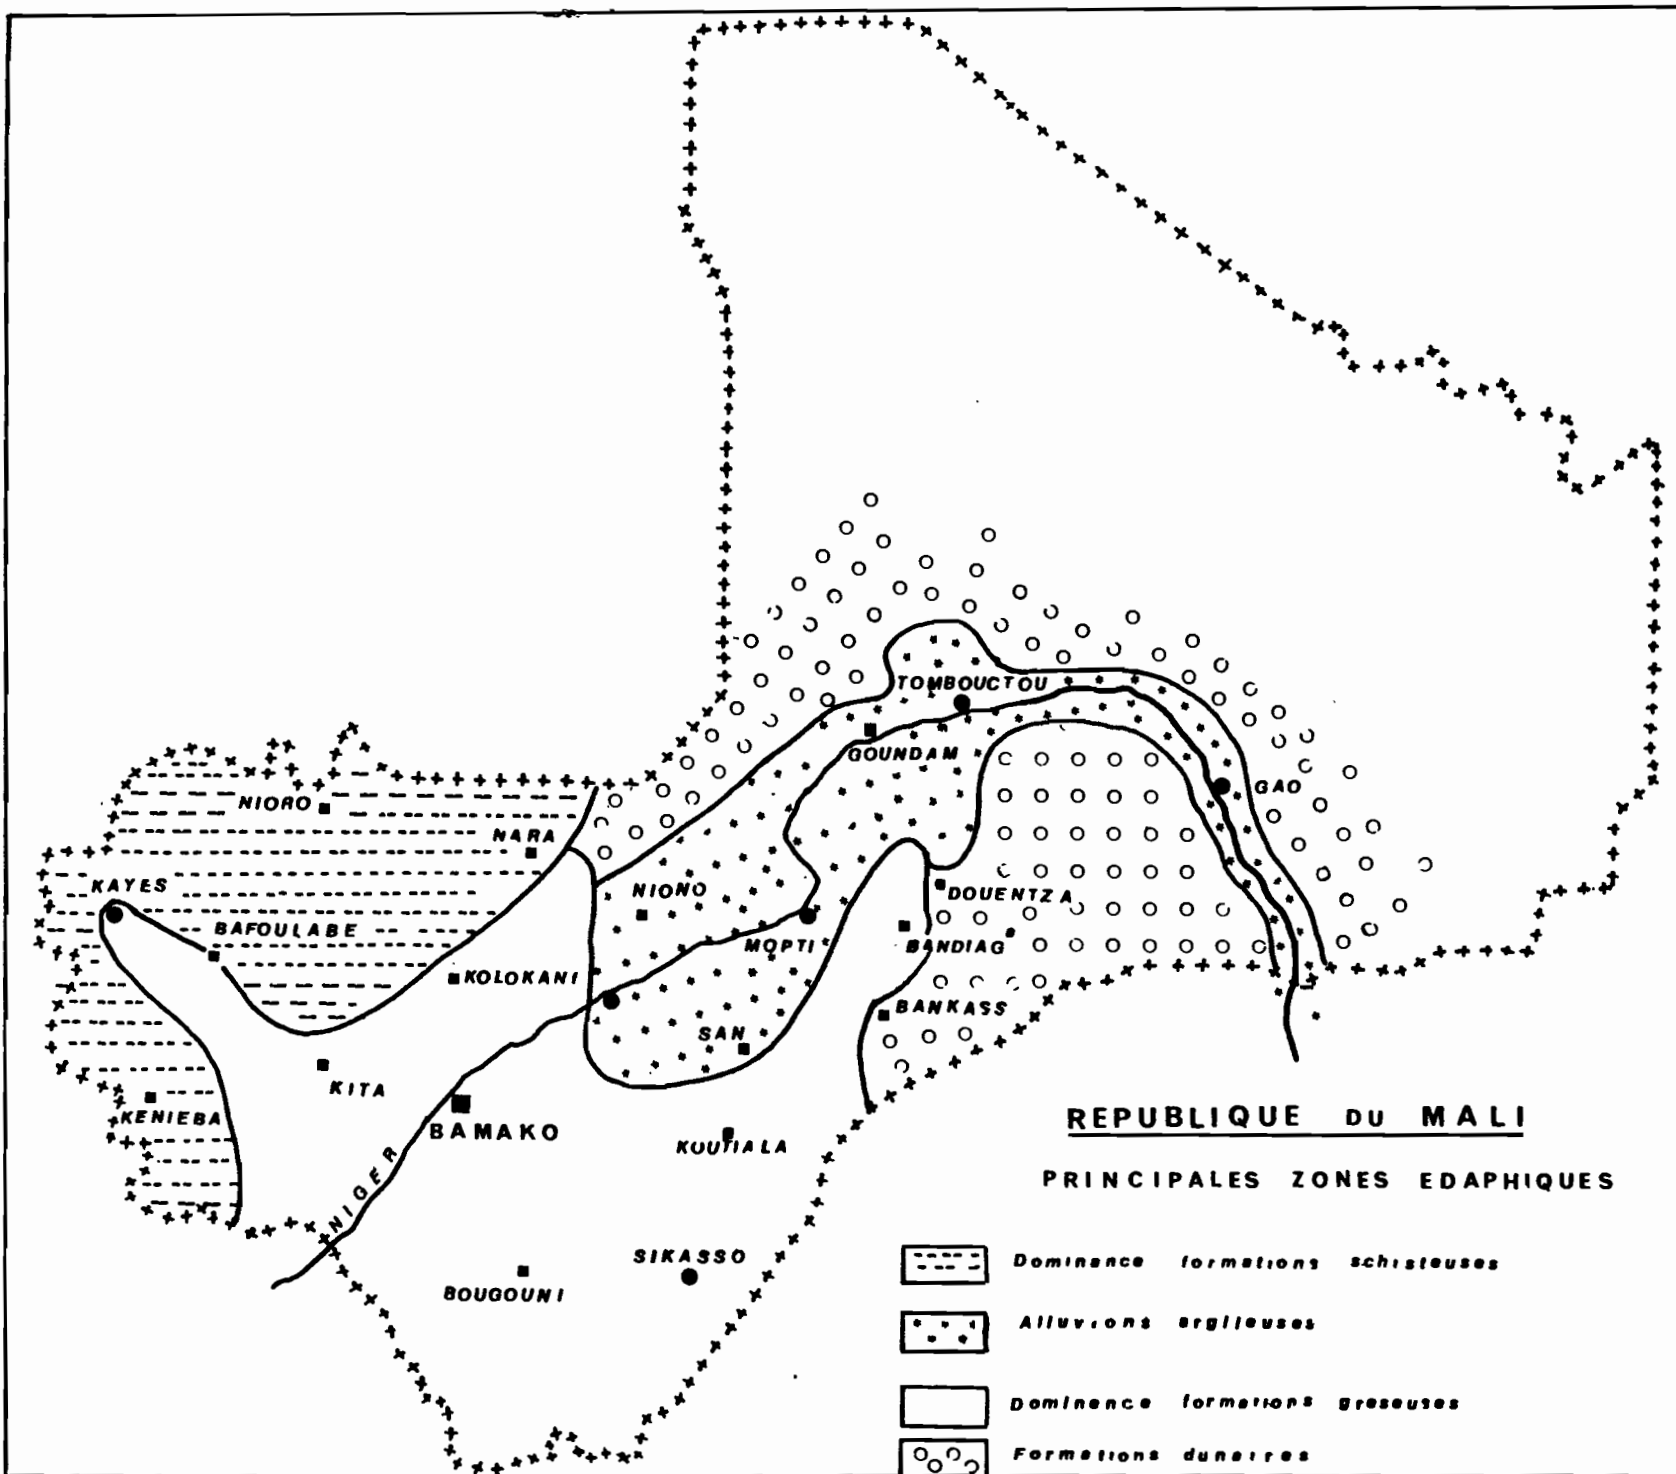 TOMBOUCTOU
GOUNDAM
GAO
NIORO
NARA
KAYES
NIONO
DOUENTZA
BAFOULABE
MOPTI
BANDIAG
KOLOKANI
BANKASS
SAN
KITA
KENIEBA
BAMAKO
KOUTIALA
NIGER
SIKASSO
BOUGOUNI
REPUBLIQUE DU MALI
PRINCIPALES ZONES EDAPHIQUES
Dominance formations schisteuses
Alluvions argileuses
Dominence formations greseuses
Formations dunaires